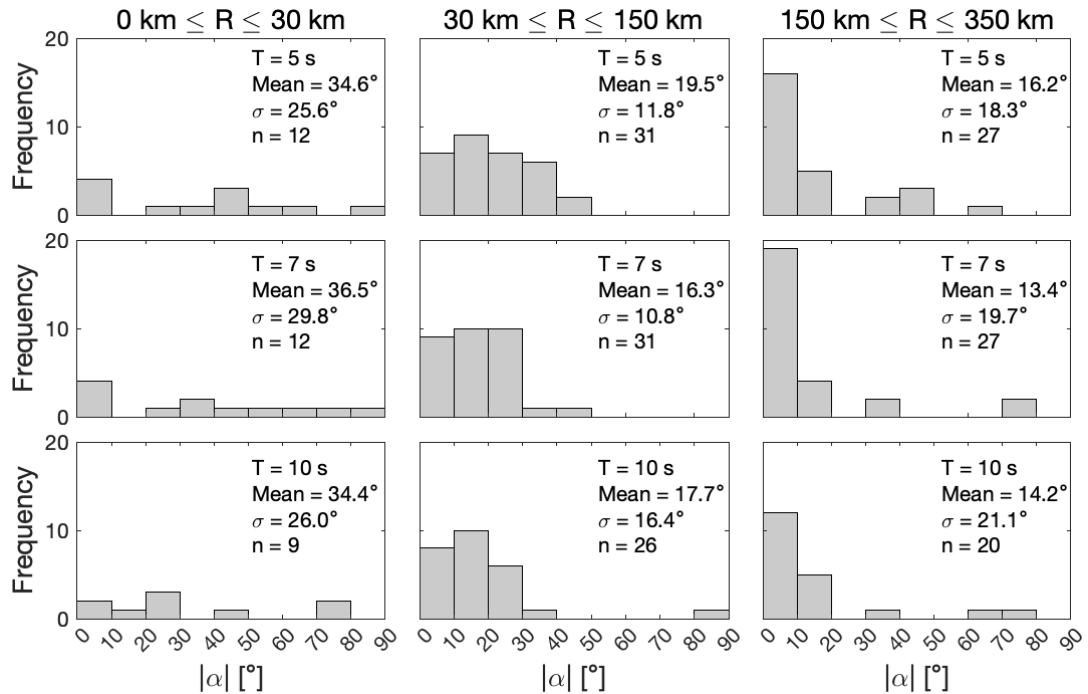 0 km ≤ R ≤ 30 km
30 km ≤ R ≤ 150 km
150 km ≤ R ≤ 350 km
Frequency
20
10
0
T = 5 s
Mean = 34.6°
σ = 25.6°
n = 12
T = 5 s
Mean = 19.5°
σ = 11.8°
n = 31
T = 5 s
Mean = 16.2°
σ = 18.3°
n = 27
Frequency
20
10
0
T = 7 s
Mean = 36.5°
σ = 29.8°
n = 12
T = 7 s
Mean = 16.3°
σ = 10.8°
n = 31
T = 7 s
Mean = 13.4°
σ = 19.7°
n = 27
Frequency
20
10
0
T = 10 s
Mean = 34.4°
σ = 26.0°
n = 9
T = 10 s
Mean = 17.7°
σ = 16.4°
n = 26
T = 10 s
Mean = 14.2°
σ = 21.1°
n = 20
0 10 20 30 40 50 60 70 80 90
0 10 20 30 40 50 60 70 80 90
0 10 20 30 40 50 60 70 80 90
|α| [°]
|α| [°]
|α| [°]